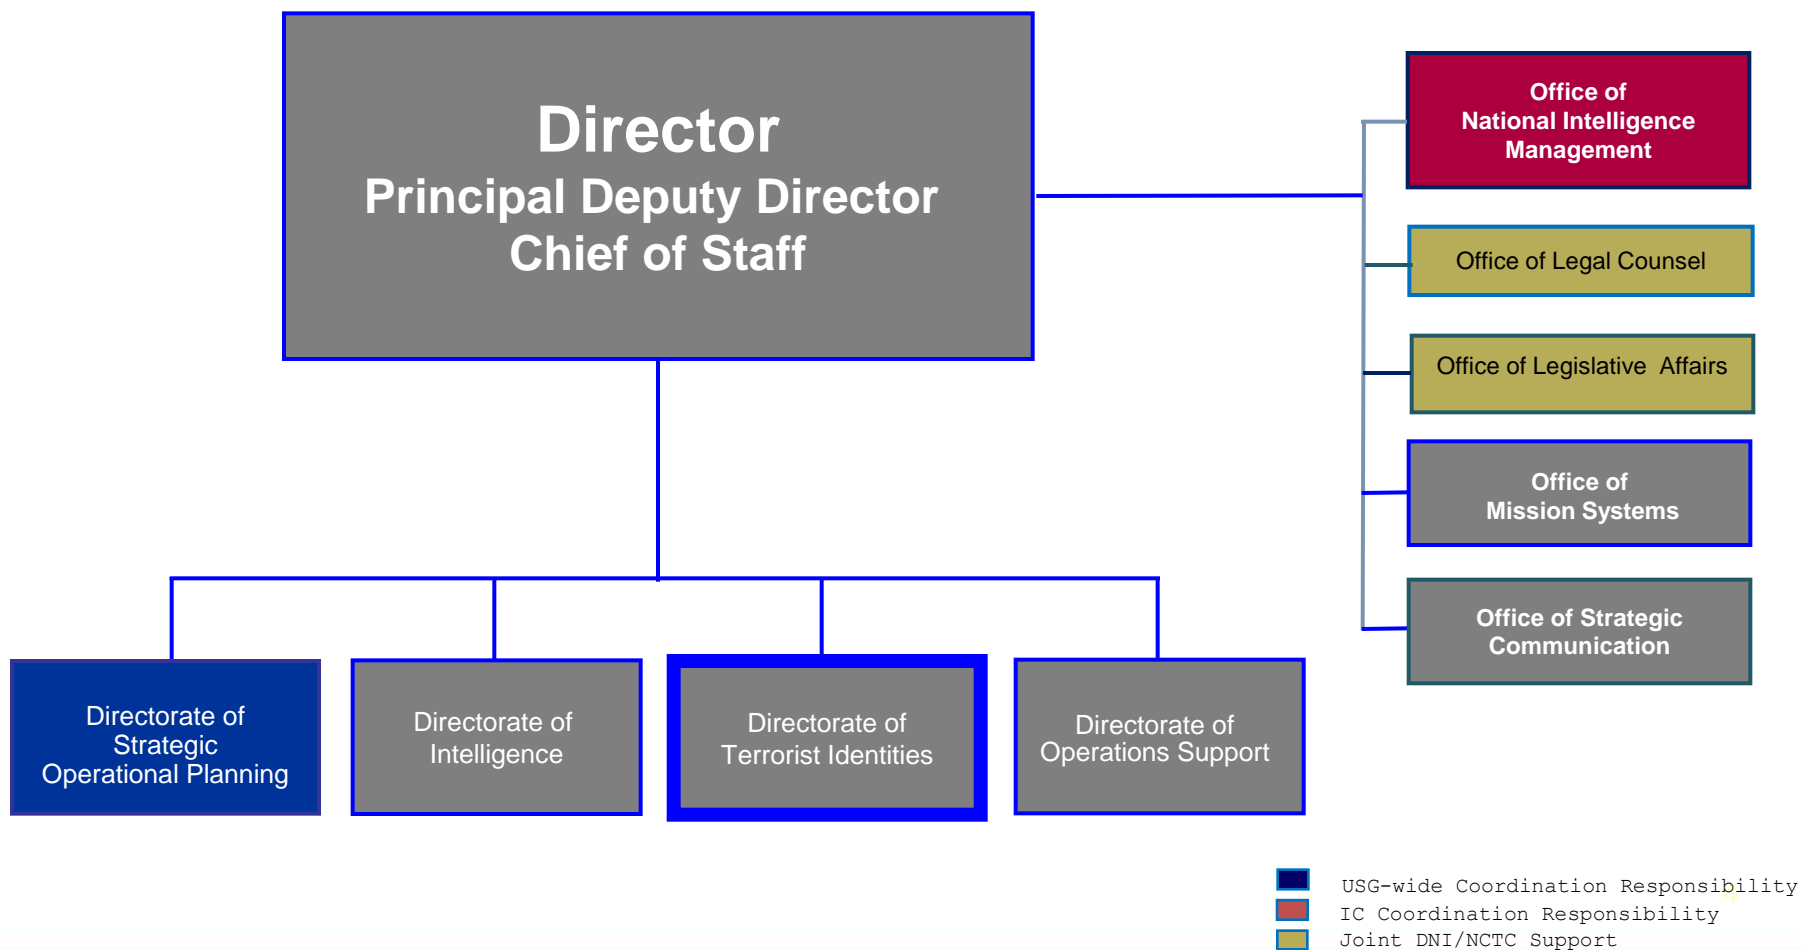 Director
Principal Deputy Director
Chief of Staff
Office of
National Intelligence
Management
Office of Legal Counsel
Office of Legislative  Affairs
Office of
Mission Systems
Office of Strategic
Communication
Directorate of
Strategic
Operational Planning
Directorate of
Intelligence
Directorate of
Terrorist Identities
Directorate of
Operations Support
USG-wide Coordination Responsibility
4
IC Coordination Responsibility
Joint DNI/NCTC Support